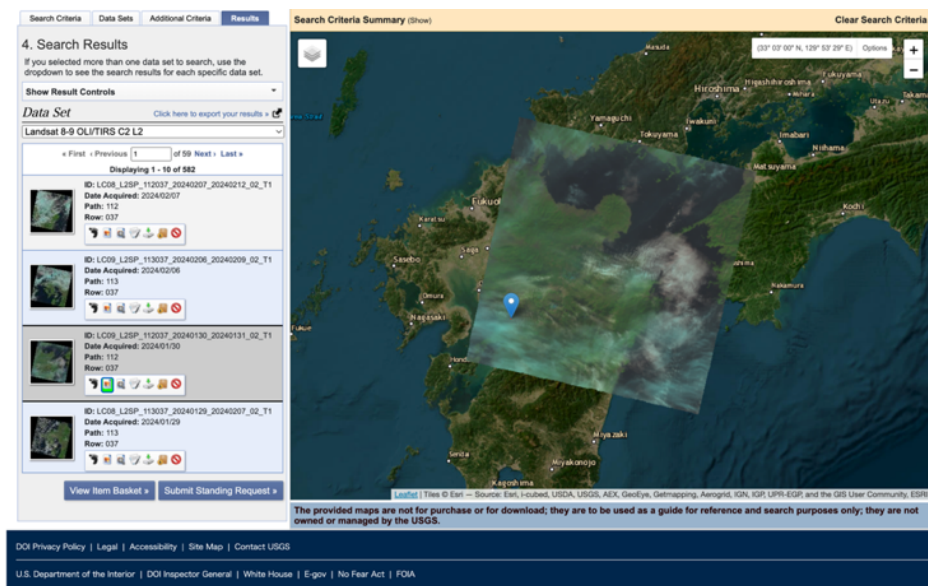 Search Criteria
Data Sets
Additional Criteria
Results
4. Search Results
If you selected more than one data set to search, use the
dropdown to see the search results for each specific data set.
Show Result Controls
Data Set
Click here to export your results »
Landsat 8-9 OLI/TIRS C2 L2
« First ‹ Previous 1 of 59 Next › Last »
Displaying 1 - 10 of 582
ID: LC08_L2SP_112037_20240207_20240212_02_T1
Date Acquired: 2024/02/07
Path: 112
Row: 037
ID: LC09_L2SP_113037_20240206_20240209_02_T1
Date Acquired: 2024/02/06
Path: 113
Row: 037
ID: LC09_L2SP_112037_20240130_20240131_02_T1
Date Acquired: 2024/01/30
Path: 112
Row: 037
ID: LC08_L2SP_113037_20240129_20240207_02_T1
Date Acquired: 2024/01/29
Path: 113
Row: 037
View Item Basket »
Submit Standing Request »
Search Criteria Summary (Show)
Clear Search Criteria
(33° 03' 00" N, 129° 53' 29" E)
Options
+
−
Masuda
Hiroshima
Higashihiroshima
Fukuyama
Mihara
Takama
Utazu
Yamaguchi
Iwakuni
Tokuyama
Imabari
Niihama
Matsuyama
Kochi
Fukuok
Karatsu
Saga
Sasebo
Omura
Nagasaki
Fukue
Hond
Nakamura
Miyazaki
Miyakonojo
Kagoshima
Leaflet | Tiles © Esri — Source: Esri, i-cubed, USDA, USGS, AEX, GeoEye, Getmapping, Aerogrid, IGN, IGP, UPR-EGP, and the GIS User Community, ESRI
The provided maps are not for purchase or for download; they are to be used as a guide for reference and search purposes only; they are not
owned or managed by the USGS.
DOI Privacy Policy | Legal | Accessibility | Site Map | Contact USGS
U.S. Department of the Interior | DOI Inspector General | White House | E-gov | No Fear Act | FOIA